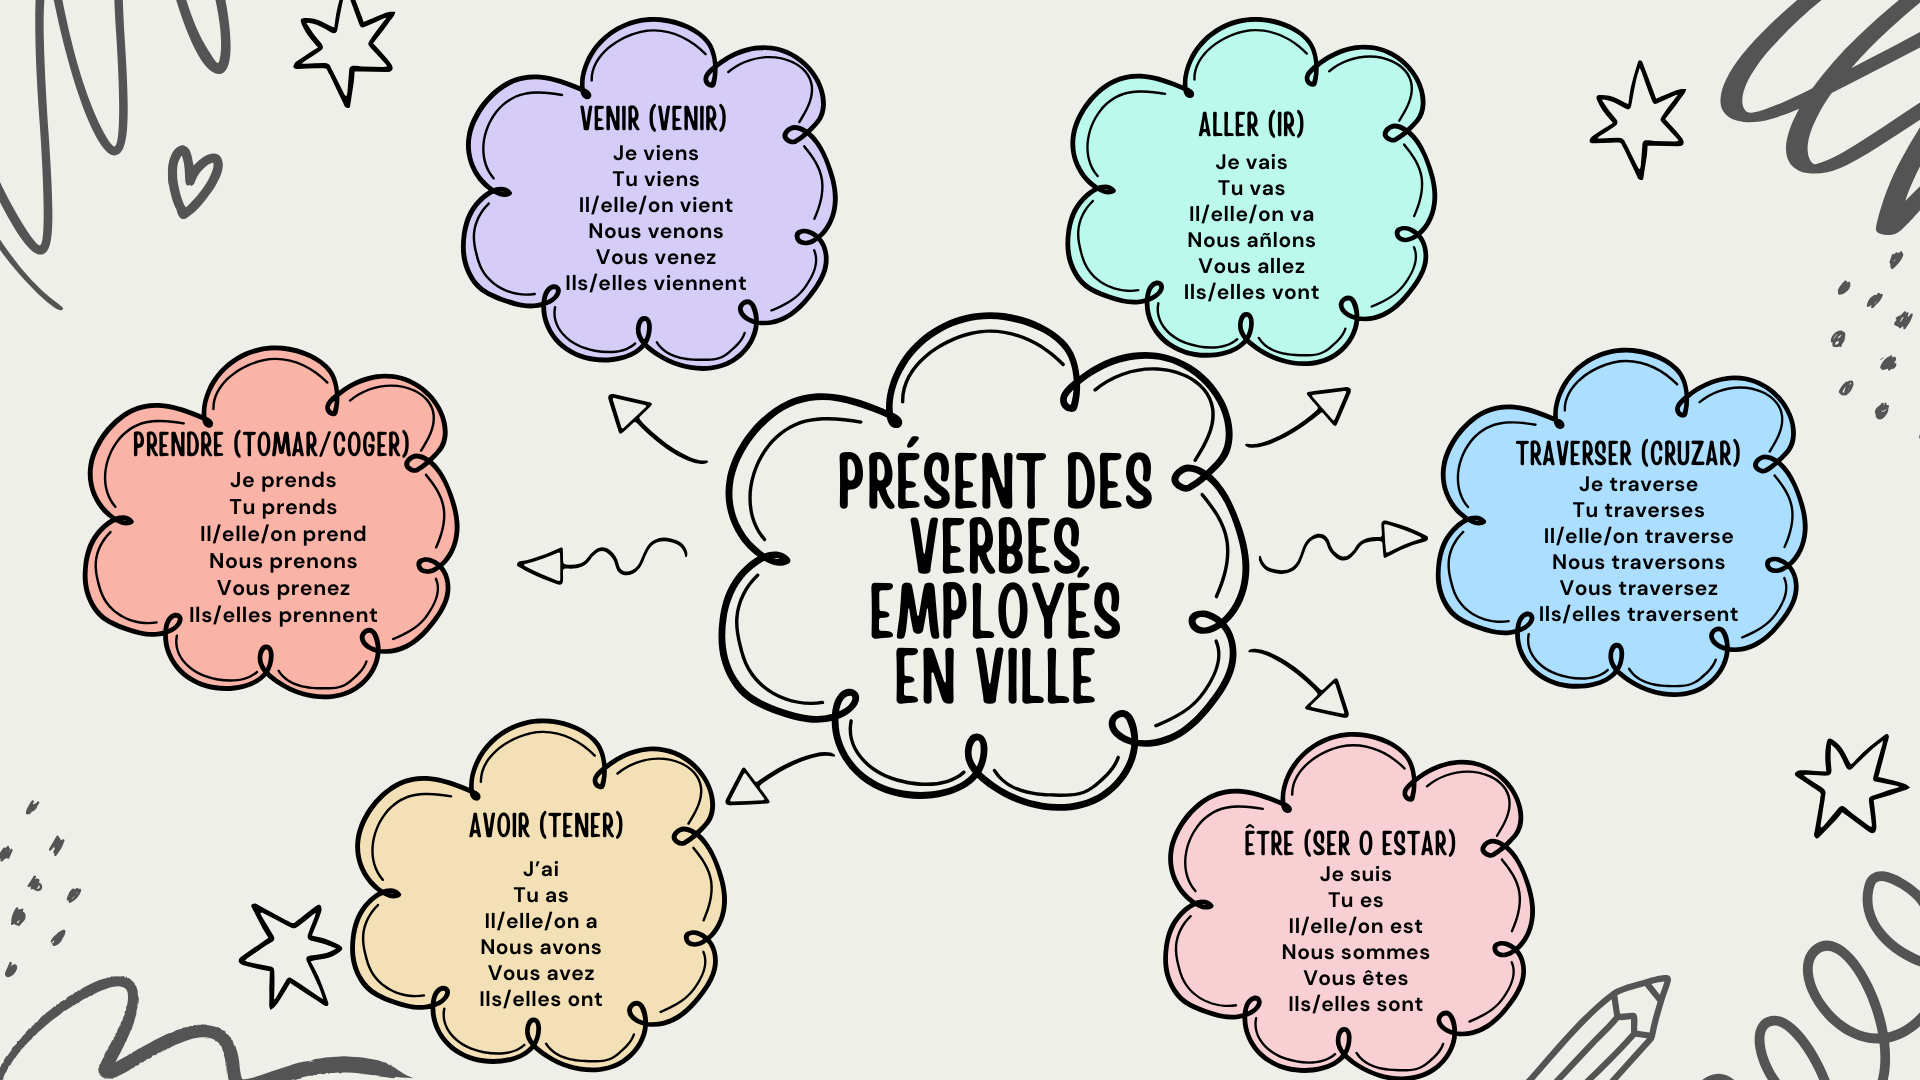 VENIR (VENIR)
Je viens
Tu viens
Il/elle/on vient
Nous venons
Vous venez
Ils/elles viennent
ALLER (IR)
Je vais
Tu vas
Il/elle/on va
Nous añlons
Vous allez
Ils/elles vont
PRENDRE (TOMAR/COGER)
Je prends
Tu prends
Il/elle/on prend
Nous prenons
Vous prenez
Ils/elles prennent
PRÉSENT DES
VERBES
EMPLOYÉS
EN VILLE
TRAVERSER (CRUZAR)
Je traverse
Tu traverses
Il/elle/on traverse
Nous traversons
Vous traversez
Ils/elles traversent
AVOIR (TENER)
J’ai
Tu as
Il/elle/on a
Nous avons
Vous avez
Ils/elles ont
ÊTRE (SER O ESTAR)
Je suis
Tu es
Il/elle/on est
Nous sommes
Vous êtes
Ils/elles sont